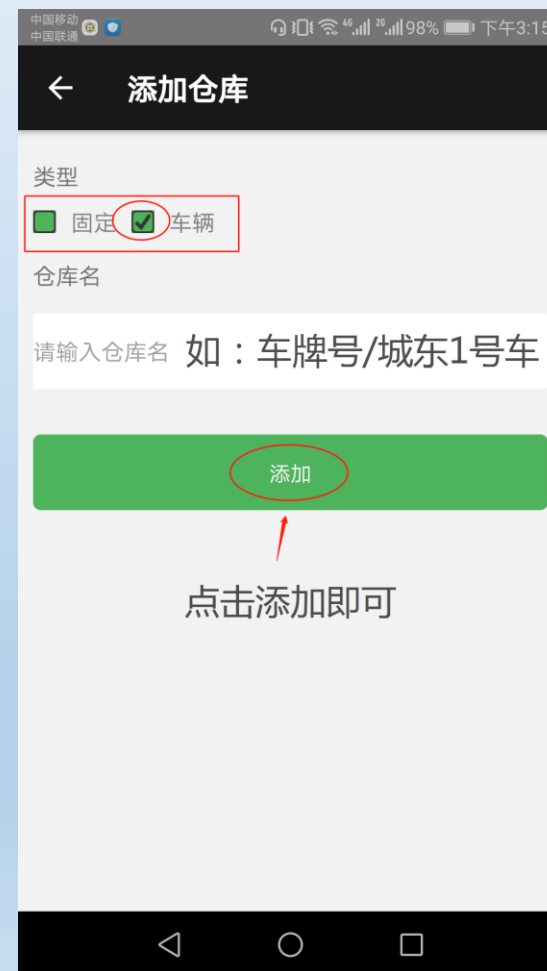 中国移动
中国联通
4G 2G 98% 下午3:15
添加仓库
类型
固定 车辆
仓库名
请输入仓库名 如：车牌号/城东1号车
添加
点击添加即可